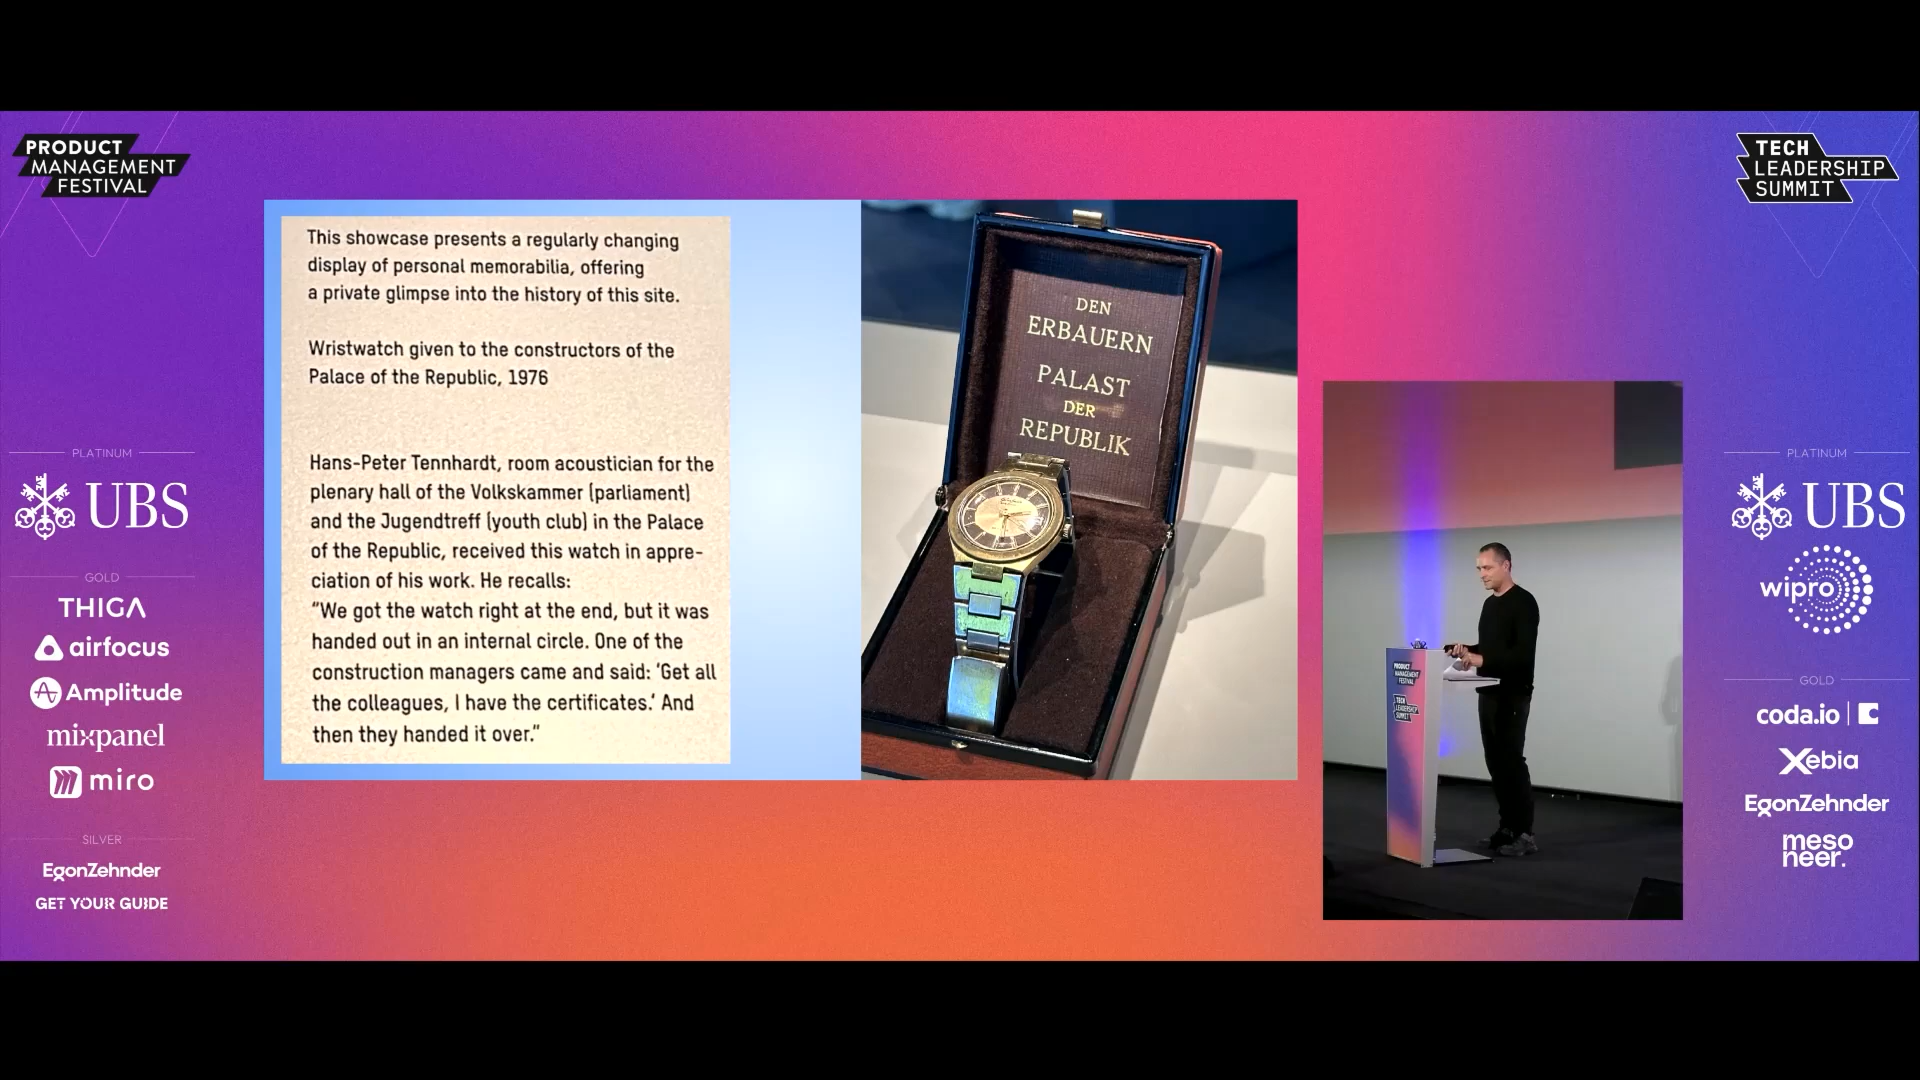 PRODUCT
MANAGEMENT
FESTIVAL
TECH
LEADERSHIP
SUMMIT
This showcase presents a regularly changing
display of personal memorabilia, offering
a private glimpse into the history of this site.
Wristwatch given to the constructors of the
Palace of the Republic, 1976
Hans-Peter Tennhardt, room acoustician for the
plenary hall of the Volkskammer (parliament)
and the Jugendtreff (youth club) in the Palace
of the Republic, received this watch in appre-
ciation of his work. He recalls:
“We got the watch right at the end, but it was
handed out in an internal circle. One of the
construction managers came and said: ‘Get all
the colleagues, I have the certificates.’ And
then they handed it over.”
DEN
ERBAUERN
PALAST
DER
REPUBLIK
PLATINUM
UBS
GOLD
THIGA
airfocus
Amplitude
mixpanel
miro
SILVER
EgonZehnder
GET YOUR GUIDE
PRODUCT
MANAGEMENT
FESTIVAL
TECH
LEADERSHIP
SUMMIT
PLATINUM
UBS
wipro
GOLD
coda.io
Xebia
EgonZehnder
meso
neer.